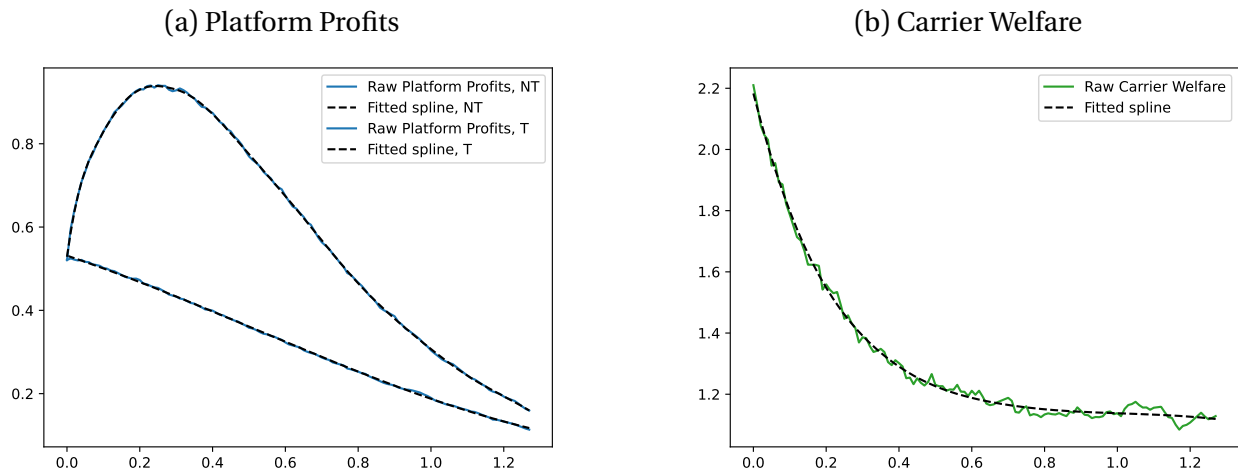 (a) Platform Profits
Raw Platform Profits, NT
Fitted spline, NT
Raw Platform Profits, T
Fitted spline, T
0.8
0.6
0.4
0.2
0.0 0.2 0.4 0.6 0.8 1.0 1.2
(b) Carrier Welfare
Raw Carrier Welfare
Fitted spline
2.2
2.0
1.8
1.6
1.4
1.2
0.0 0.2 0.4 0.6 0.8 1.0 1.2